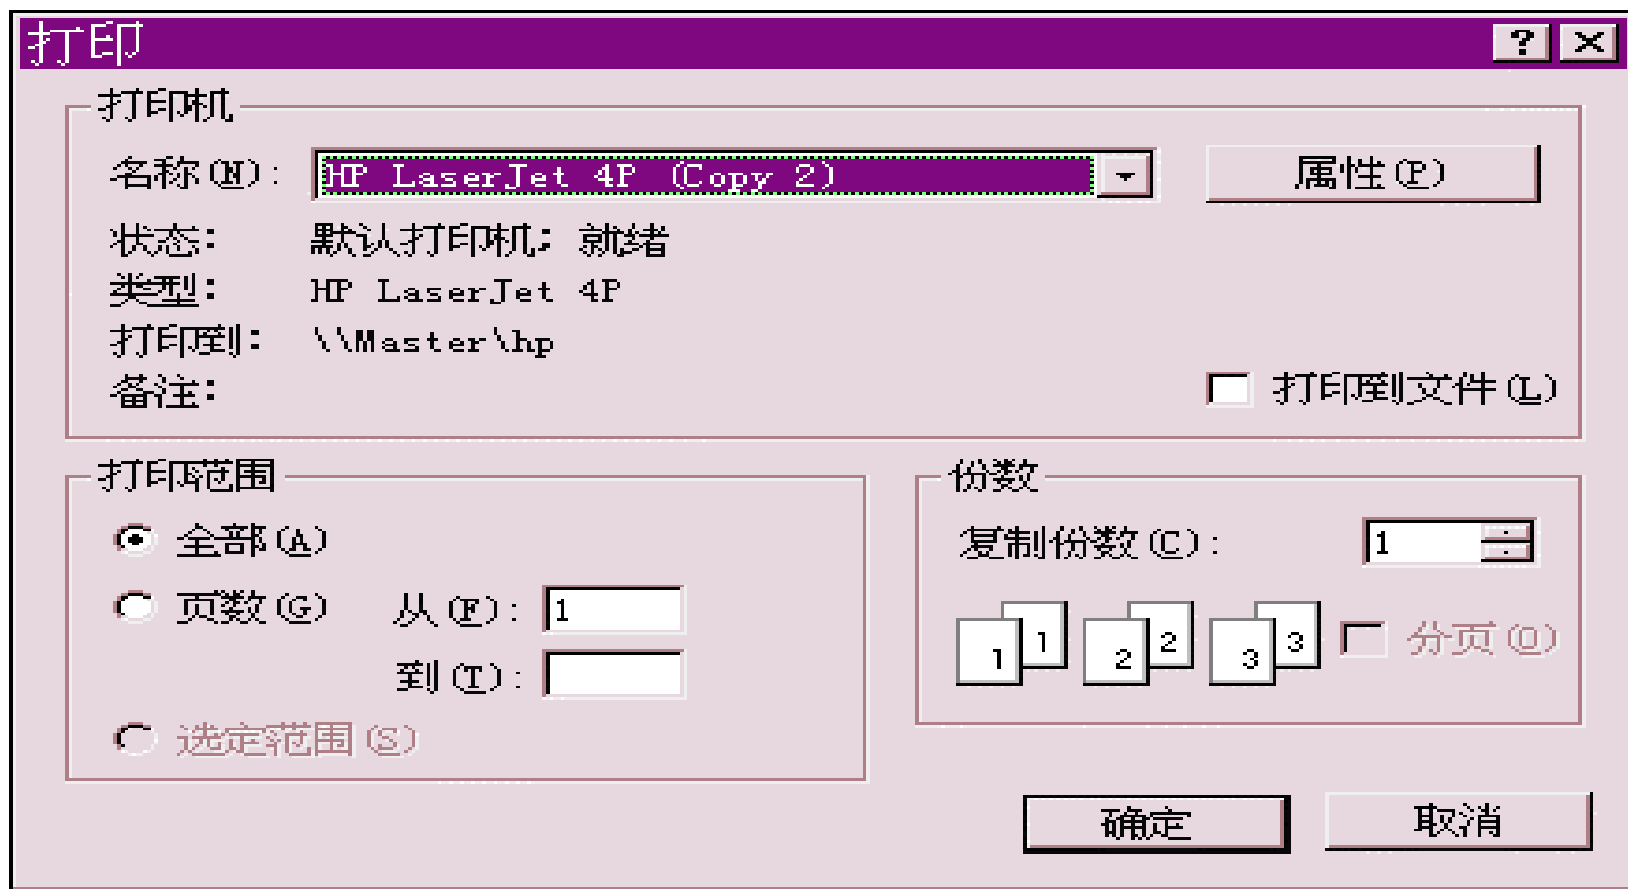 打印
打印机
名称(N): HP LaserJet 4P (Copy 2) 属性(P)
状态: 默认打印机; 就绪
类型: HP LaserJet 4P
打印到: \\Master\hp
备注: 打印到文件(L)
打印范围
全部(A)
页数(G) 从(F): 1
到(T):
选定范围(S)
份数
复制份数(C): 1
1 1 2 2 3 3 分页(O)
确定 取消